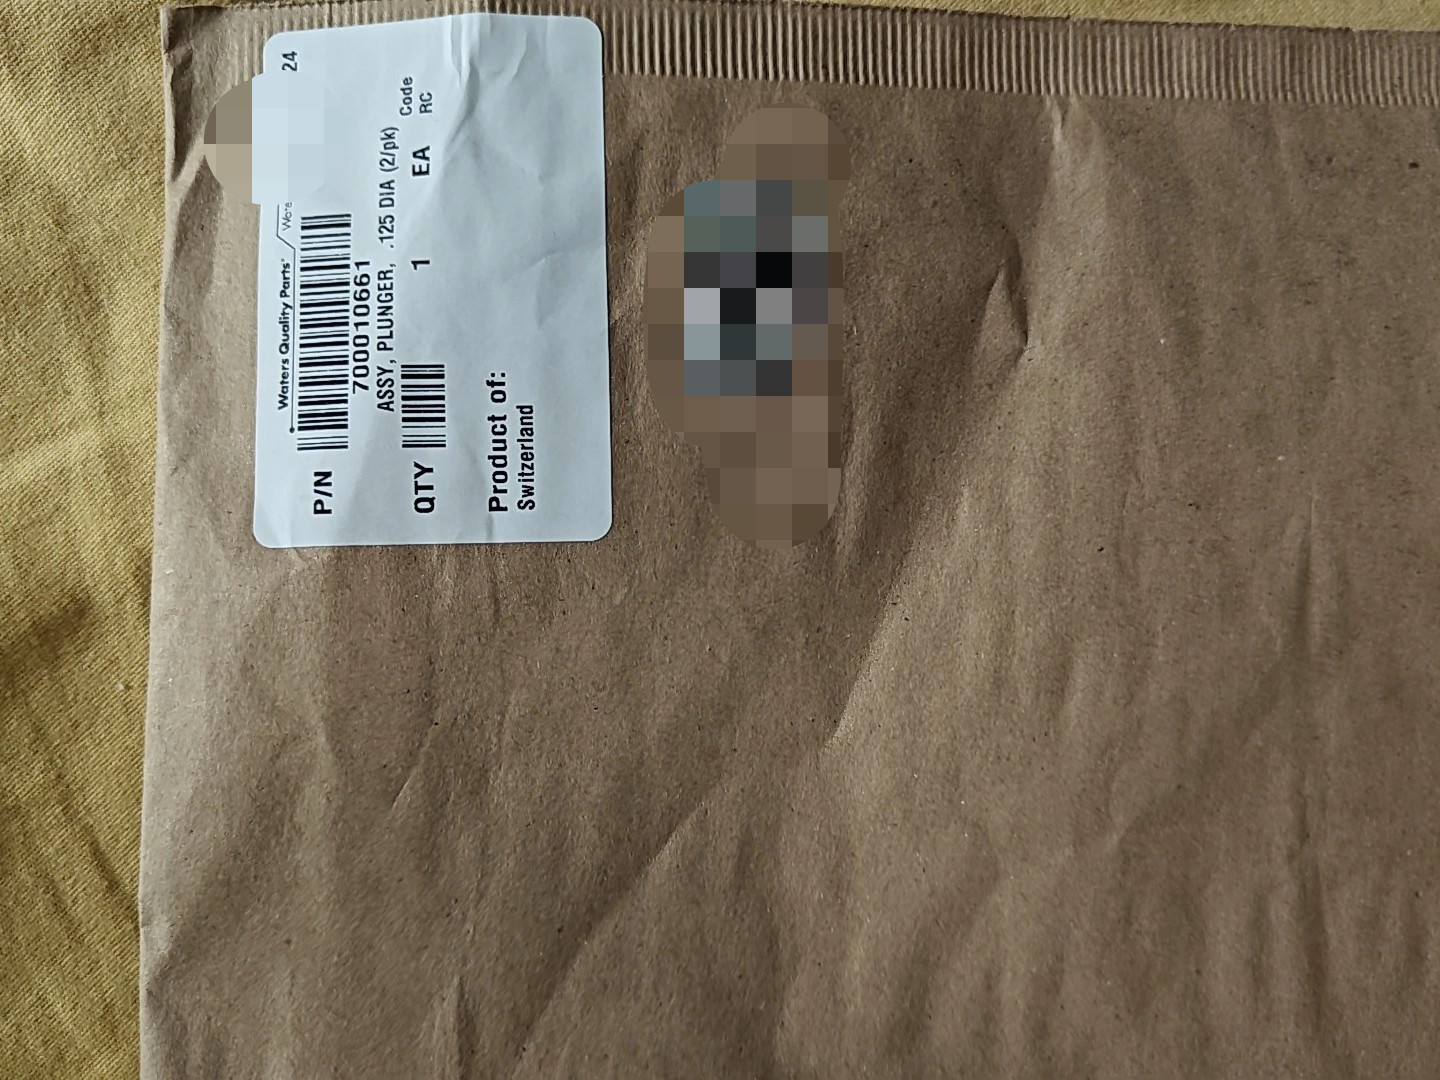 24
Waters Quality Parts
P/N
700010661
ASSY, PLUNGER, .125 DIA (2/pk)
QTY 1 EA Code
RC
Product of:
Switzerland